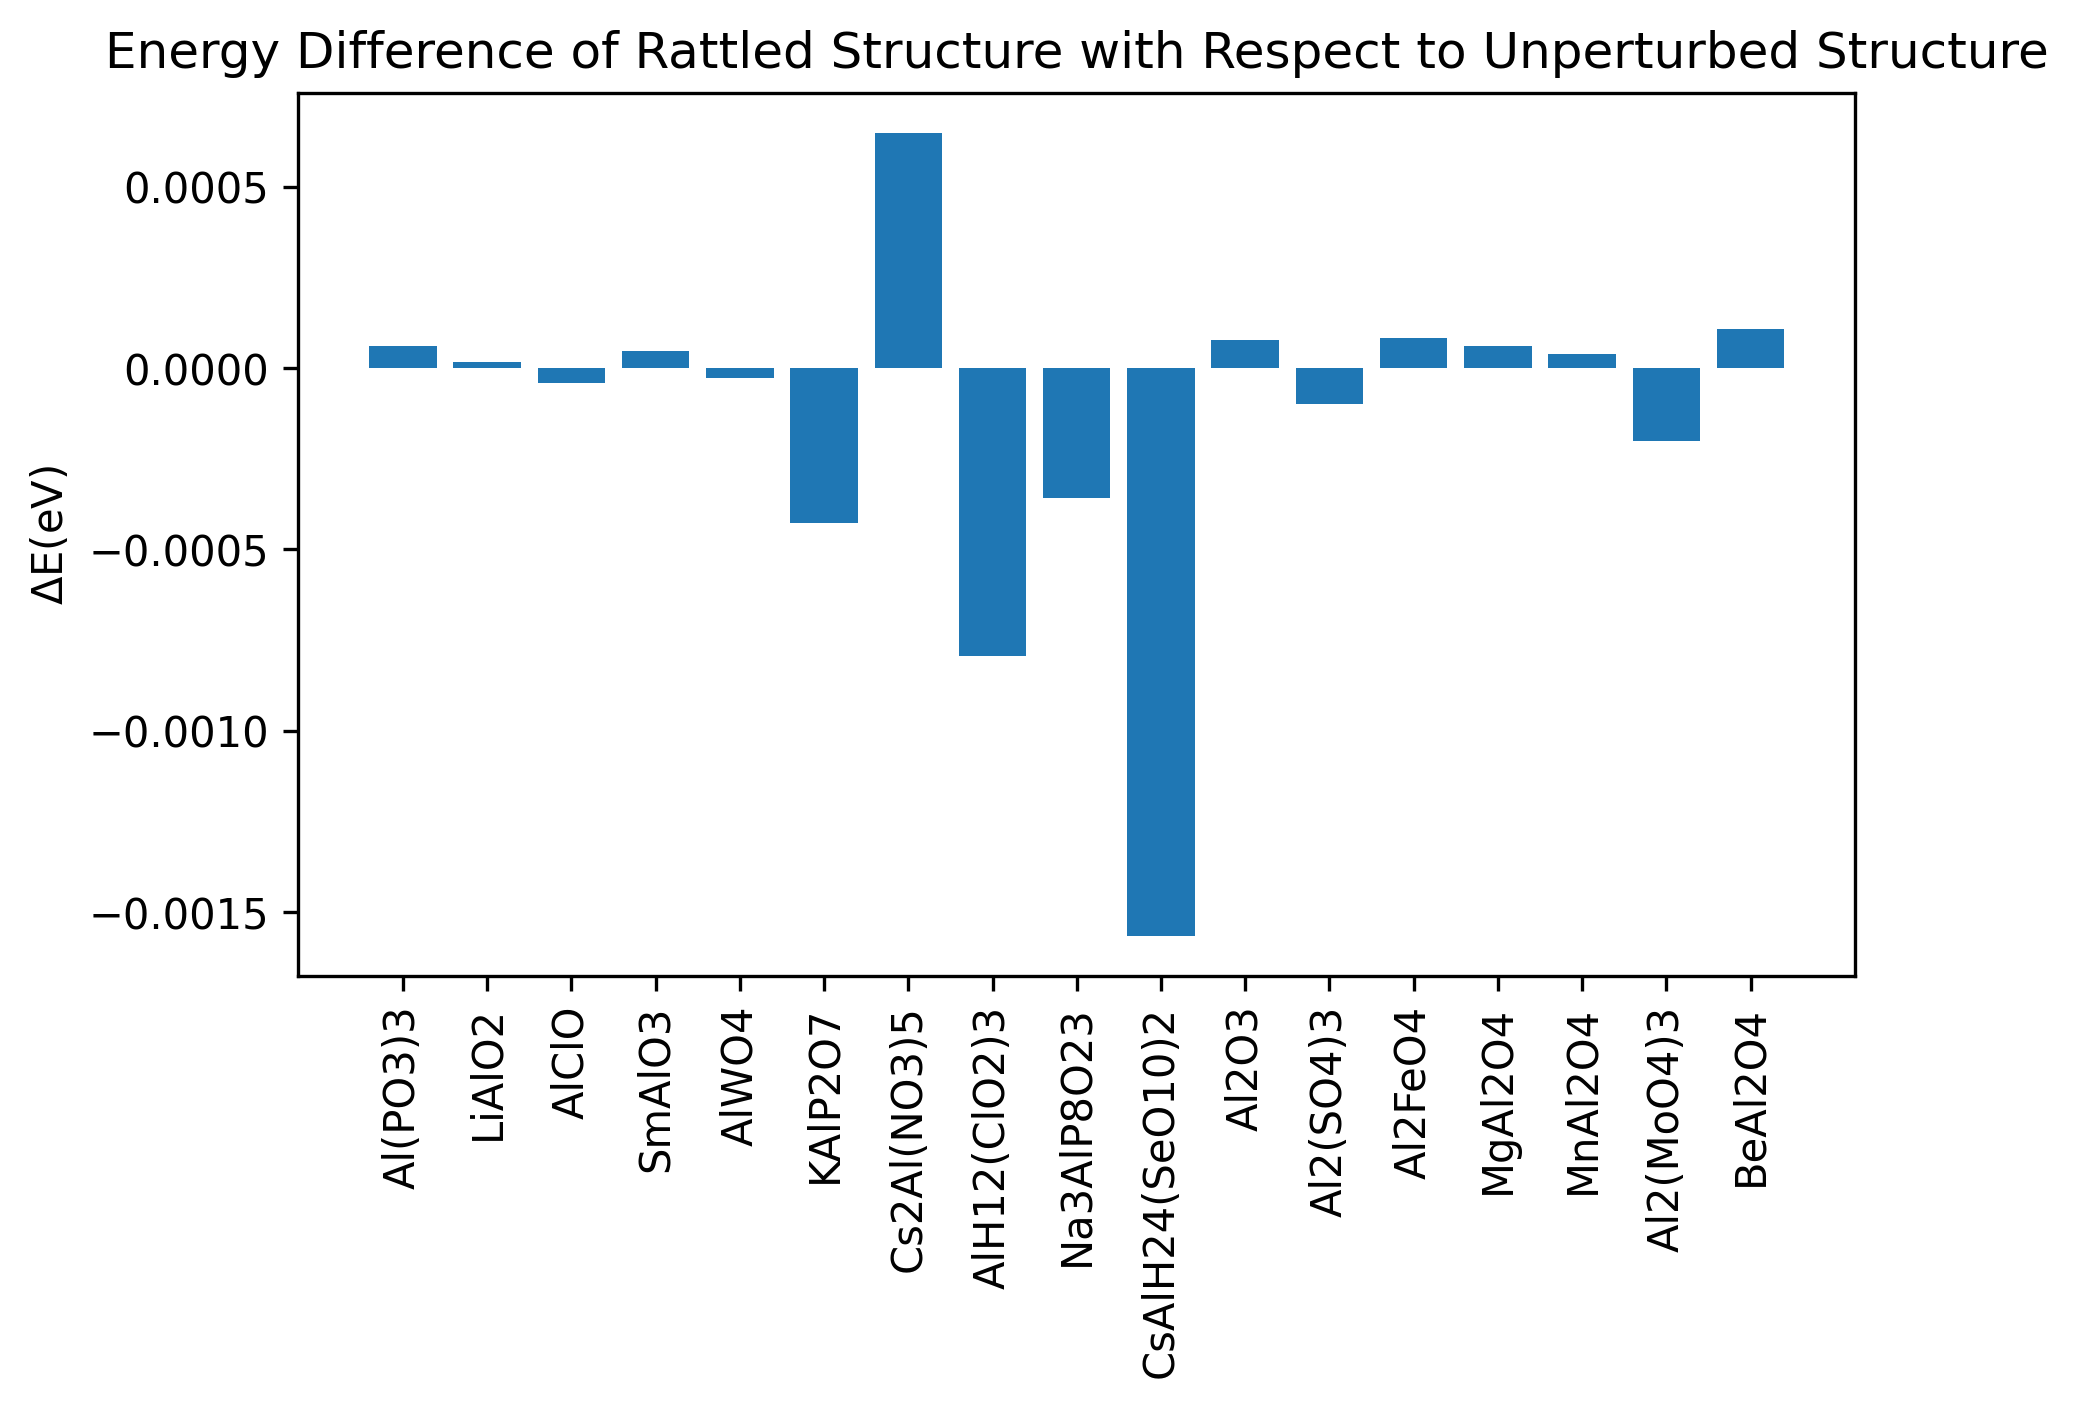 Energy Difference of Rattled Structure with Respect to Unperturbed Structure
ΔE(eV)
0.0005
0.0000
−0.0005
−0.0010
−0.0015
Al(PO3)3
LiAlO2
AlClO
SmAlO3
AlWO4
KAlP2O7
Cs2Al(NO3)5
AlH12(ClO2)3
Na3AlP8O23
CsAlH24(SeO10)2
Al2O3
Al2(SO4)3
Al2FeO4
MgAl2O4
MnAl2O4
Al2(MoO4)3
BeAl2O4